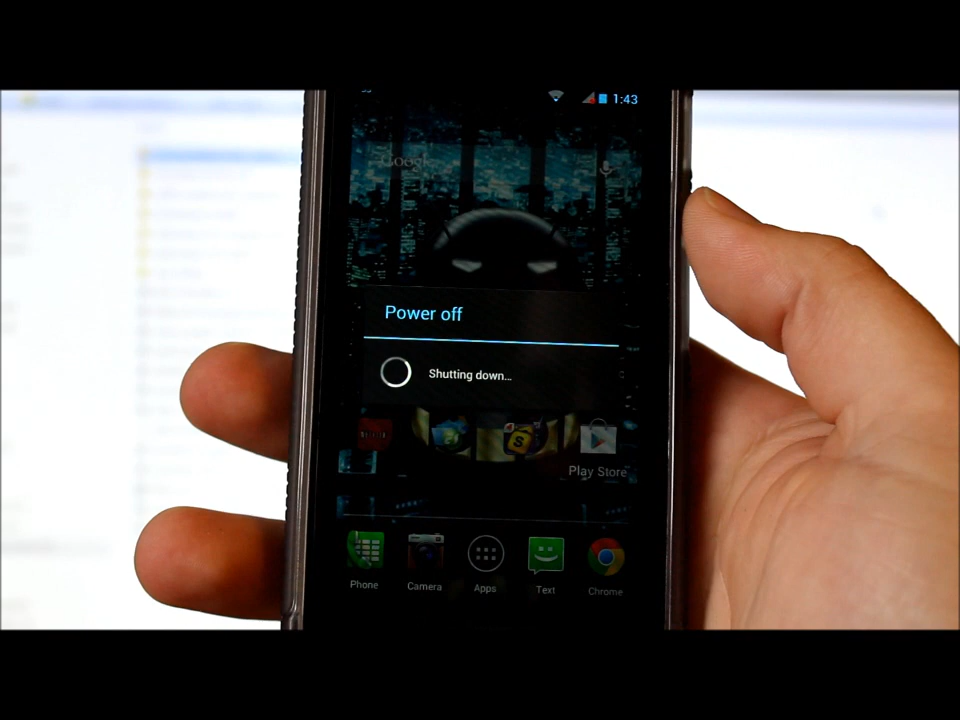 1:43
Google
Power off
Shutting down...
Play Store
Phone
Camera
Apps
Text
Chrome